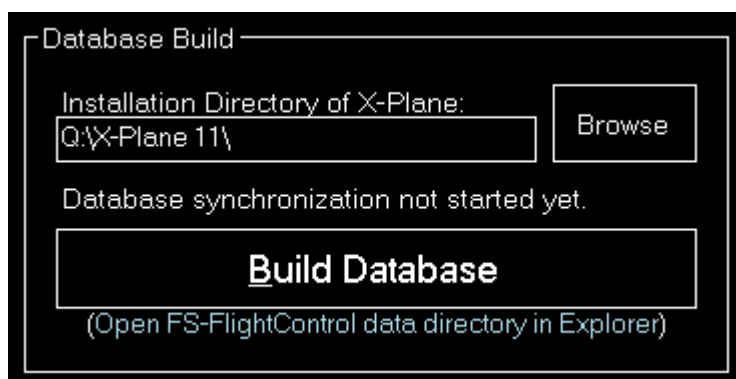 Database Build
Installation Directory of X-Plane:
Q:\X-Plane 11\
Browse
Database synchronization not started yet.
Build Database
(Open FS-FlightControl data directory in Explorer)